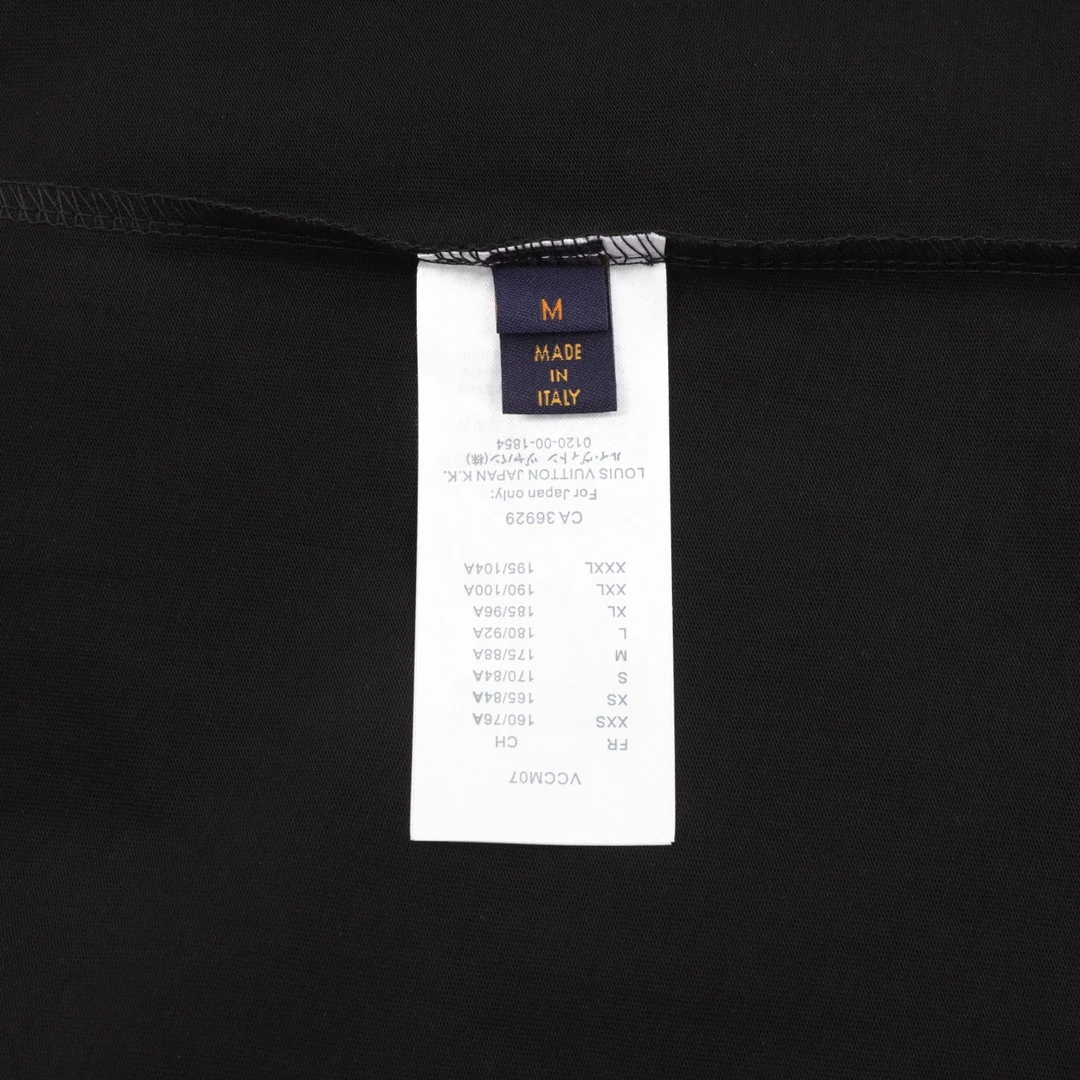 M
MADE
IN
ITALY
VCCM07
FR CH
XXS 160/76A
XS 165/84A
S 170/84A
M 175/88A
L 180/92A
XL 185/96A
XXL 190/100A
XXXL 195/104A
CA 36929
For Japan only:
LOUIS VUITTON JAPAN K.K.
ルイ・ヴィトン ジャパン(株)
0120-00-1854